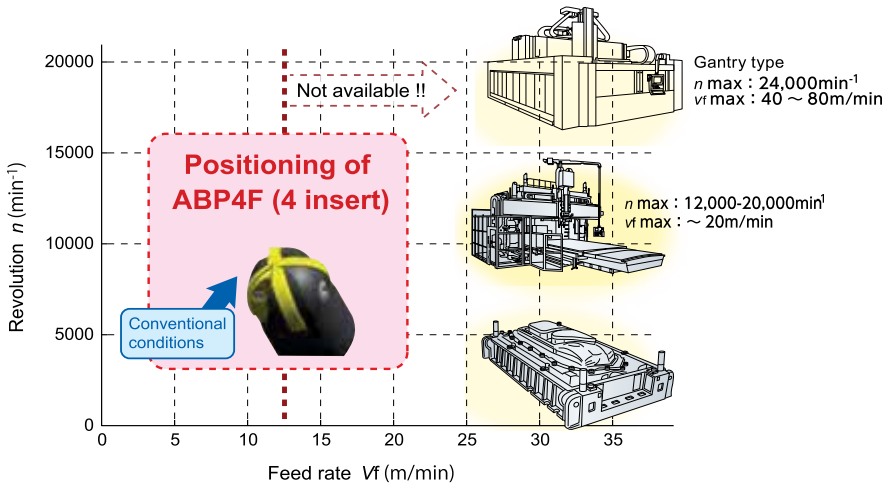 20000
15000
10000
5000
0
Revolution n (min⁻¹)
0
5
10
15
20
25
30
35
Feed rate Vf (m/min)
Not available !!
Positioning of
ABP4F (4 insert)
Conventional
conditions
Gantry type
n max：24,000min⁻¹
vf max：40 ～ 80m/min
n max：12,000-20,000min¹
vf max：～ 20m/min